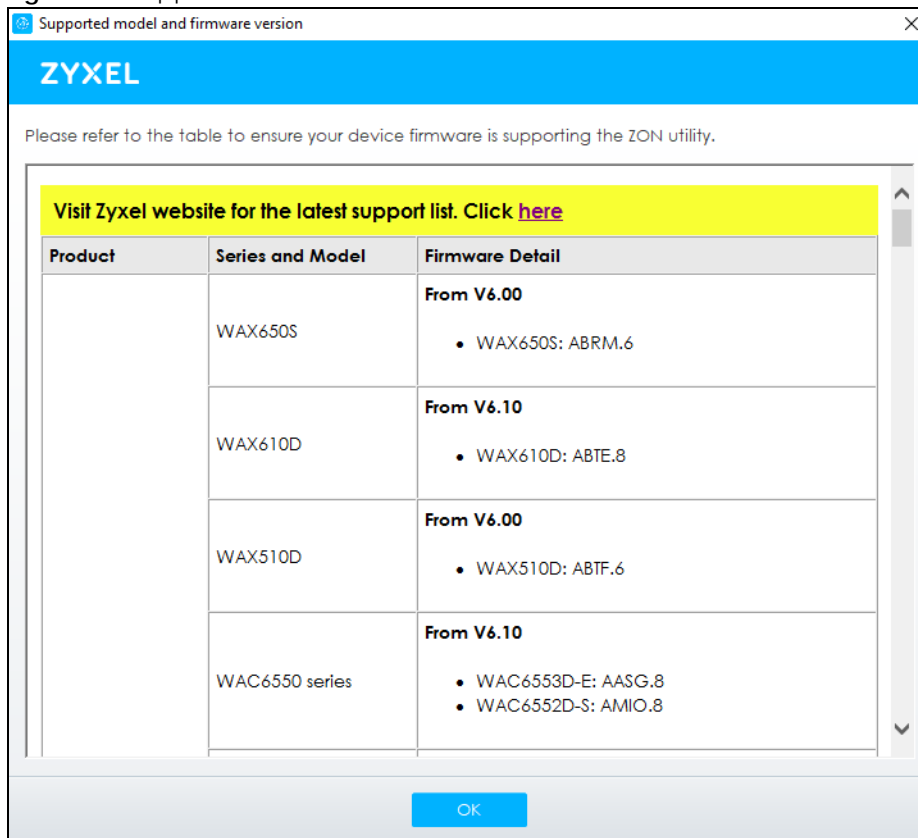 Supported model and firmware version
ZYXEL
Please refer to the table to ensure your device firmware is supporting the ZON utility.
Visit Zyxel website for the latest support list. Click here
Product Series and Model Firmware Detail
WAX650S
From V6.00
• WAX650S: ABRM.6
WAX610D
From V6.10
• WAX610D: ABTE.8
WAX510D
From V6.00
• WAX510D: ABTF.6
WAC6550 series
From V6.10
• WAC6553D-E: AASG.8
• WAC6552D-S: AMIO.8
OK